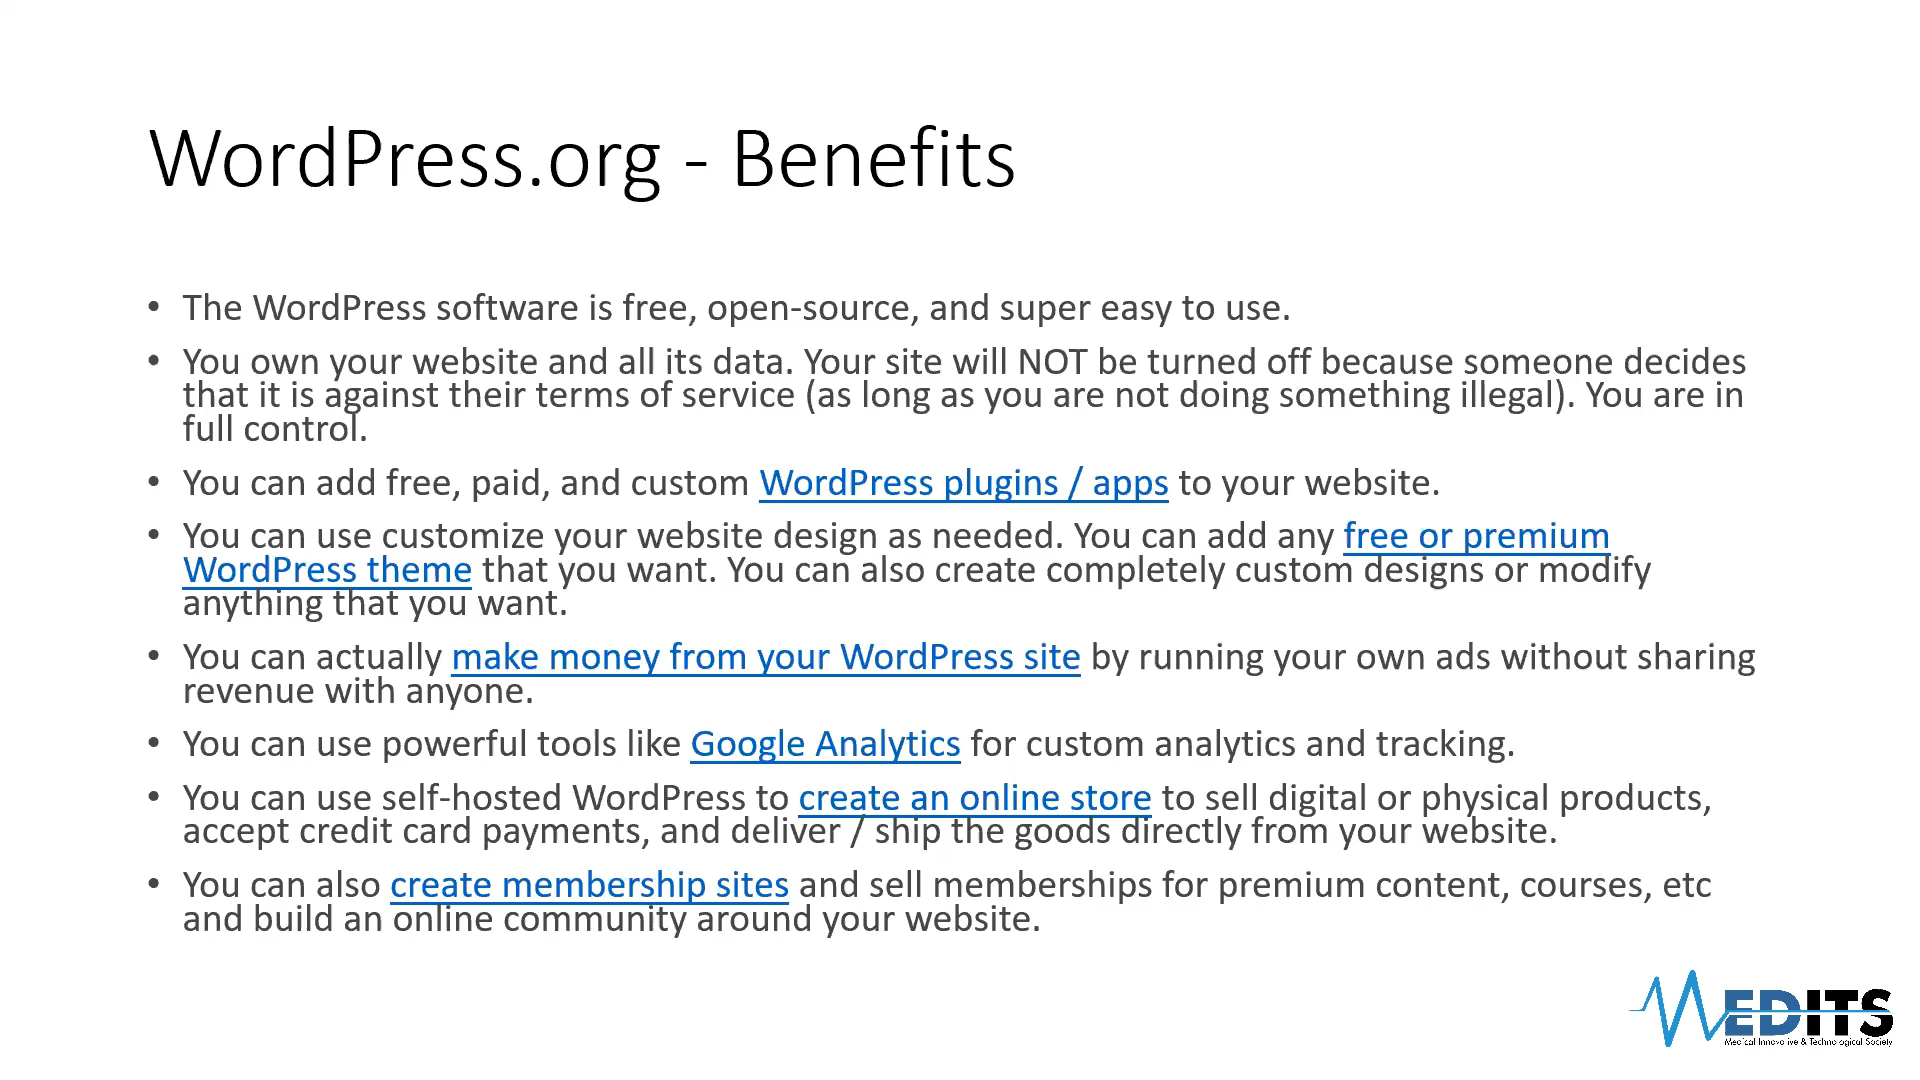 WordPress.org - Benefits
• The WordPress software is free, open-source, and super easy to use.
• You own your website and all its data. Your site will NOT be turned off because someone decides
that it is against their terms of service (as long as you are not doing something illegal). You are in
full control.
• You can add free, paid, and custom WordPress plugins / apps to your website.
• You can use customize your website design as needed. You can add any free or premium
WordPress theme that you want. You can also create completely custom designs or modify
anything that you want.
• You can actually make money from your WordPress site by running your own ads without sharing
revenue with anyone.
• You can use powerful tools like Google Analytics for custom analytics and tracking.
• You can use self-hosted WordPress to create an online store to sell digital or physical products,
accept credit card payments, and deliver / ship the goods directly from your website.
• You can also create membership sites and sell memberships for premium content, courses, etc
and build an online community around your website.
MEDITS
Medical Innovative & Technological Society